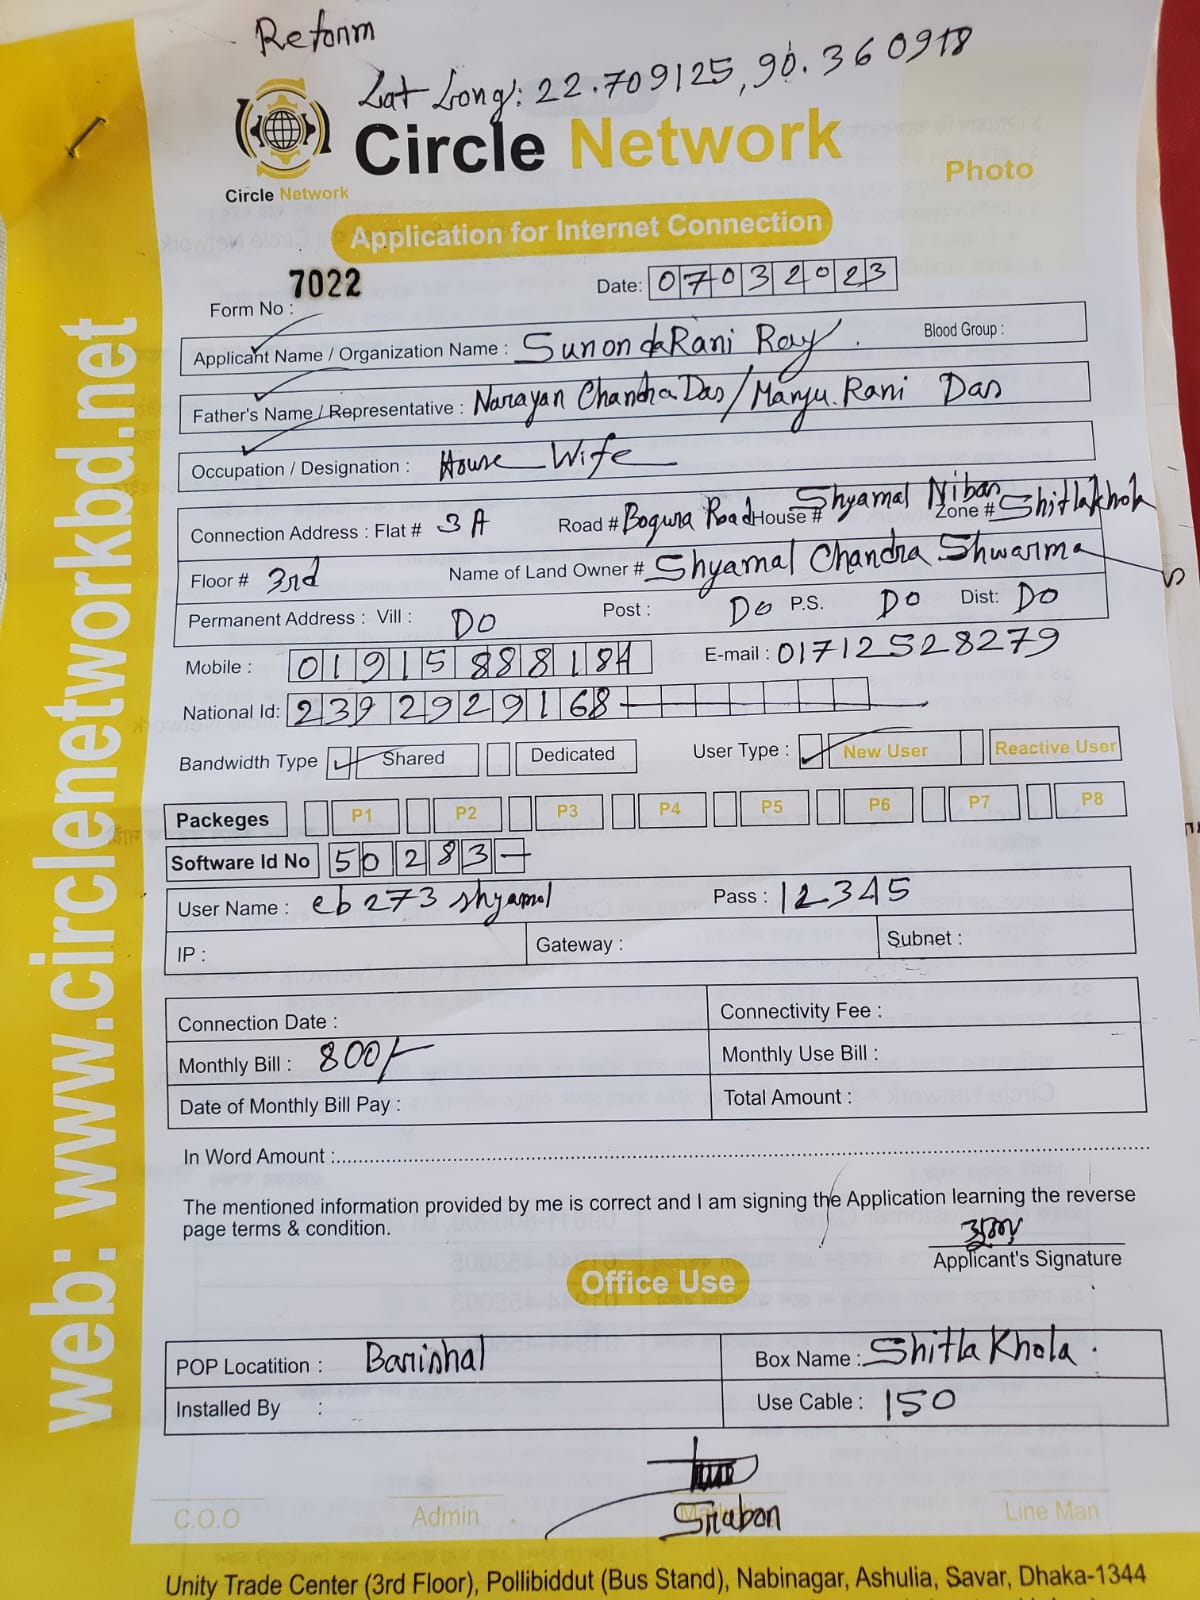 Reform
Lat Long: 22.709125, 90.360918
Circle Network
Circle Network
Photo
Application for Internet Connection
Form No : 7022
Date: 07032023
Applicant Name / Organization Name : Sunonda Rani Roy . Blood Group :
Father's Name / Representative : Narayan Chandra Das / Manju. Rani Das
Occupation / Designation : House Wife
Connection Address : Flat # 3A Road # Bogura Road House # Shyamal Nibas Zone # Shitlakhola
Floor # 3rd Name of Land Owner # Shyamal Chandra Shwarma
Permanent Address : Vill : DO Post : DO P.S. DO Dist: DO
Mobile : 01915888184 E-mail : 01712528279
National Id: 2392929168
Bandwidth Type Shared Dedicated User Type : New User Reactive User
Packeges P1 P2 P3 P4 P5 P6 P7 P8
Software Id No 50283
User Name : eb273 shyamal Pass : 12345
IP : Gateway : Subnet :
Connection Date : Connectivity Fee :
Monthly Bill : 800/- Monthly Use Bill :
Date of Monthly Bill Pay : Total Amount :
In Word Amount :
The mentioned information provided by me is correct and I am signing the Application learning the reverse
page terms & condition.
Applicant's Signature
Office Use
POP Locatition : Barishal Box Name : Shitla Khola .
Installed By : Use Cable : 150
Sraban
C.O.O Admin Line Man
Unity Trade Center (3rd Floor), Pollibiddut (Bus Stand), Nabinagar, Ashulia, Savar, Dhaka-1344
web: www.circlenetworkbd.net